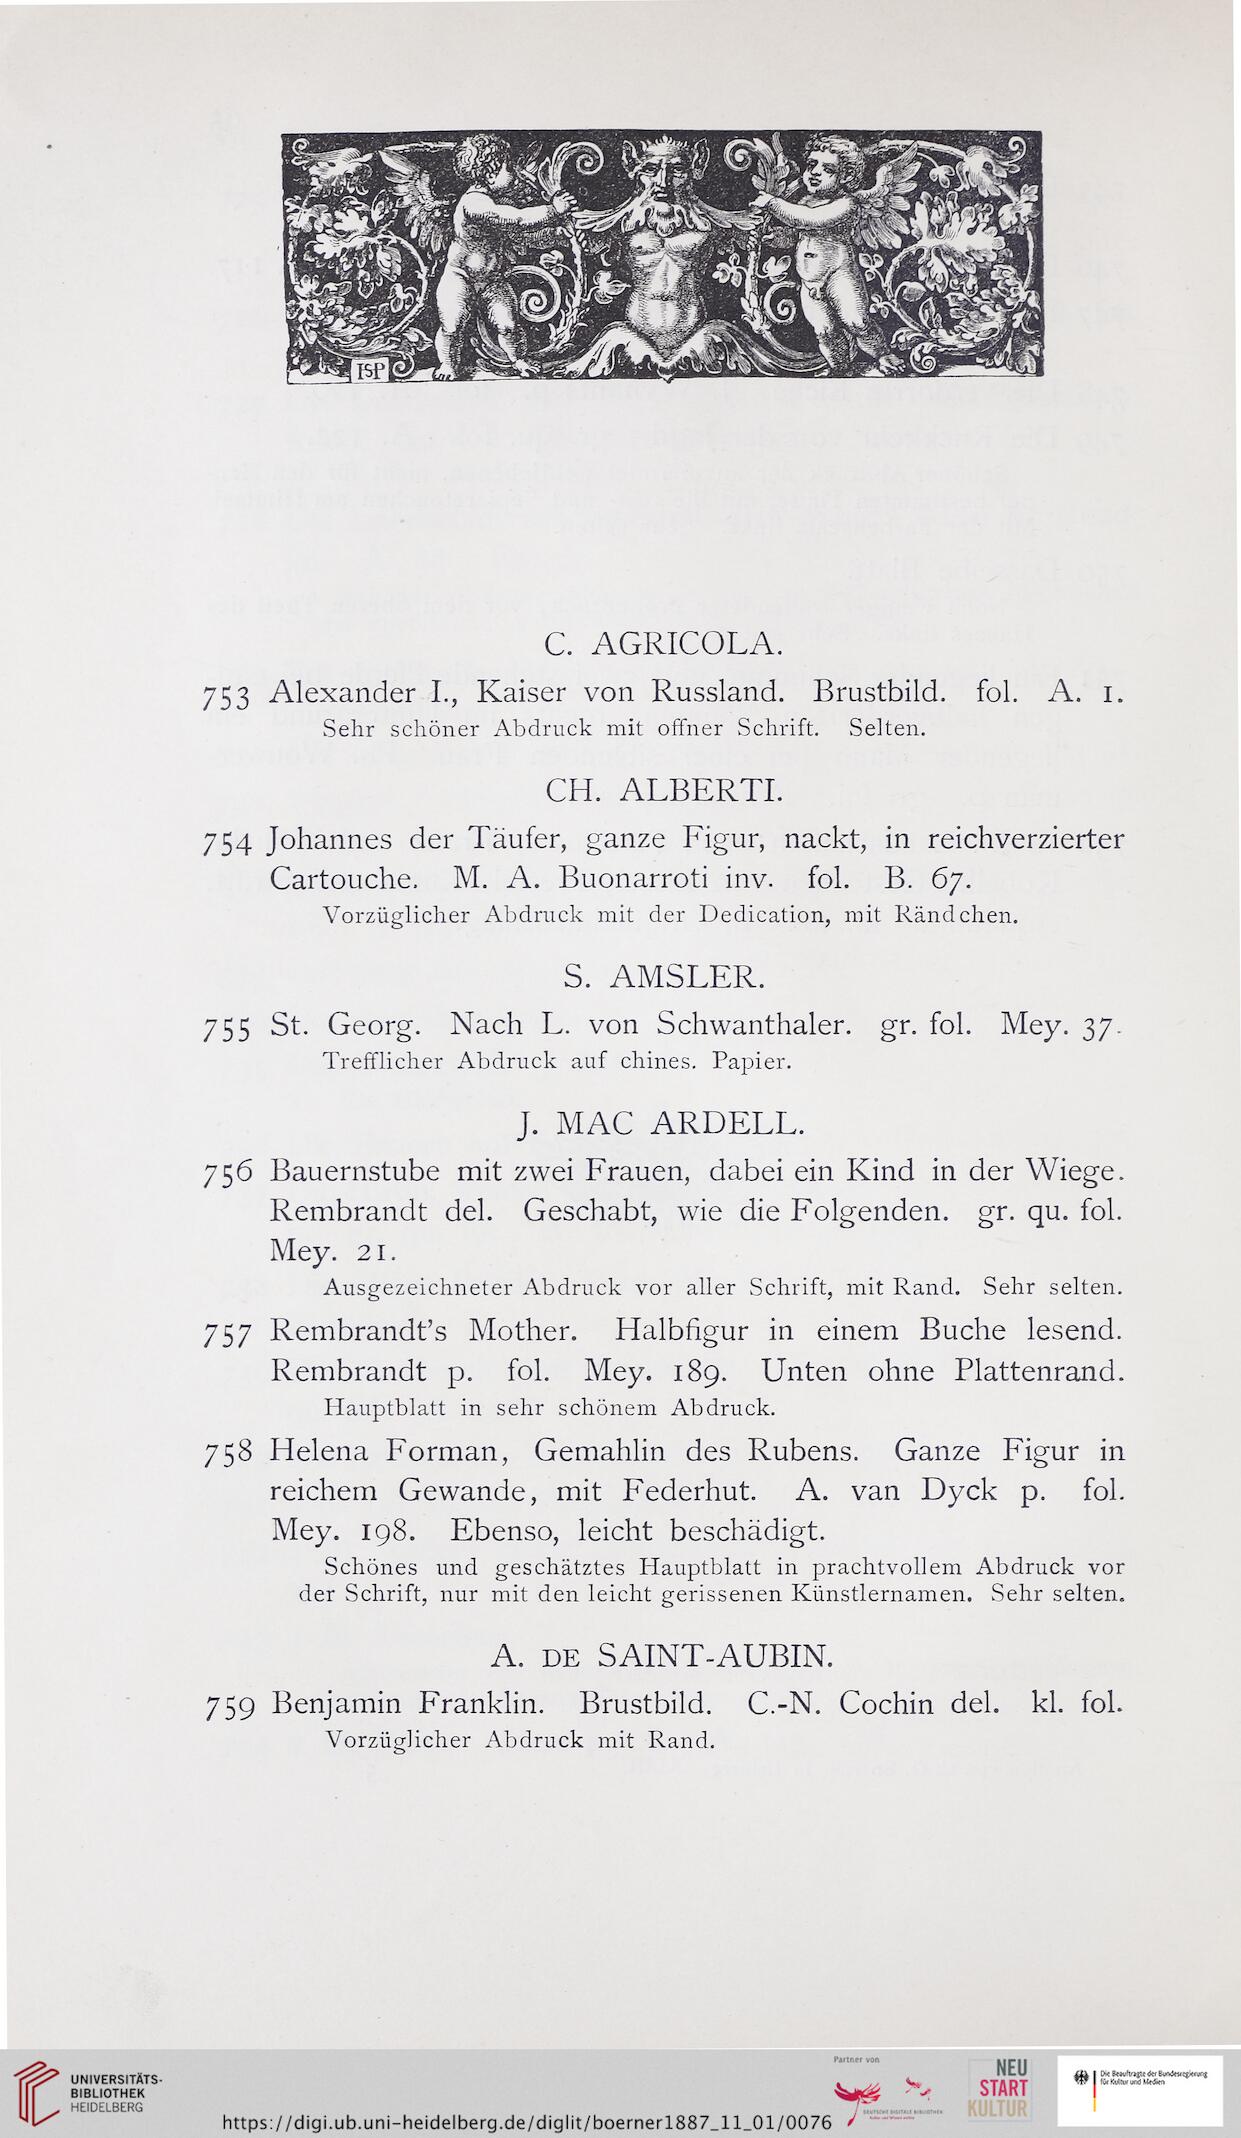 ISP
C. AGRICOLA.
753 Alexander I., Kaiser von Russland. Brustbild. fol. A. 1.
Sehr schöner Abdruck mit offner Schrift. Selten.
CH. ALBERTI.
754 Johannes der Täufer, ganze Figur, nackt, in reichverzierter
Cartouche. M. A. Buonarroti inv. fol. B. 67.
Vorzüglicher Abdruck mit der Dedication, mit Rändchen.
S. AMSLER.
755 St. Georg. Nach L. von Schwanthaler. gr. fol. Mey. 37.
Trefflicher Abdruck auf chines. Papier.
J. MAC ARDELL.
756 Bauernstube mit zwei Frauen, dabei ein Kind in der Wiege.
Rembrandt del. Geschabt, wie die Folgenden. gr. qu. fol.
Mey. 21.
Ausgezeichneter Abdruck vor aller Schrift, mit Rand. Sehr selten.
757 Rembrandt's Mother. Halbfigur in einem Buche lesend.
Rembrandt p. fol. Mey. 189. Unten ohne Plattenrand.
Hauptblatt in sehr schönem Abdruck.
758 Helena Forman, Gemahlin des Rubens. Ganze Figur in
reichem Gewande, mit Federhut. A. van Dyck p. fol.
Mey. 198. Ebenso, leicht beschädigt.
Schönes und geschätztes Hauptblatt in prachtvollem Abdruck vor
der Schrift, nur mit den leicht gerissenen Künstlernamen. Sehr selten.
A. DE SAINT-AUBIN.
759 Benjamin Franklin. Brustbild. C.-N. Cochin del. kl. fol.
Vorzüglicher Abdruck mit Rand.
UNIVERSITÄTS-
BIBLIOTHEK
HEIDELBERG
https://digi.ub.uni-heidelberg.de/diglit/boerner1887_11_01/0076
Partner von
DEUTSCHE DIGITALE BIBLIOTHEK
Kultur und Wissen online
NEU
START
KULTUR
Die Beauftragte der Bundesregierung
für Kultur und Medien